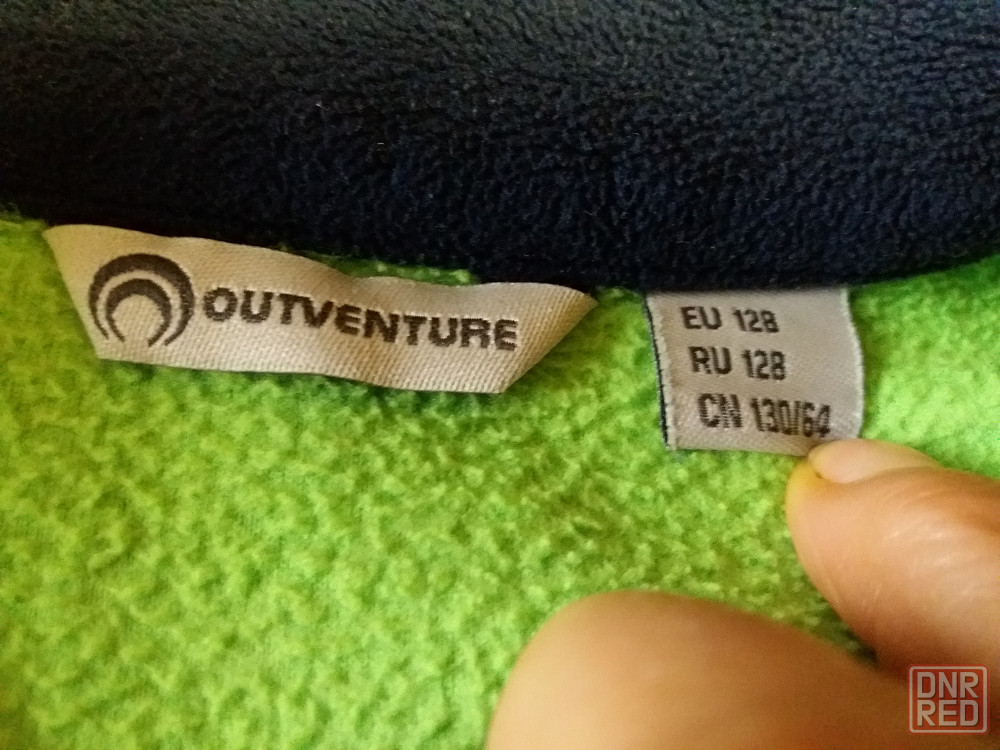 OUTVENTURE
EU 128
RU 128
CN 130/64
DNR
RED